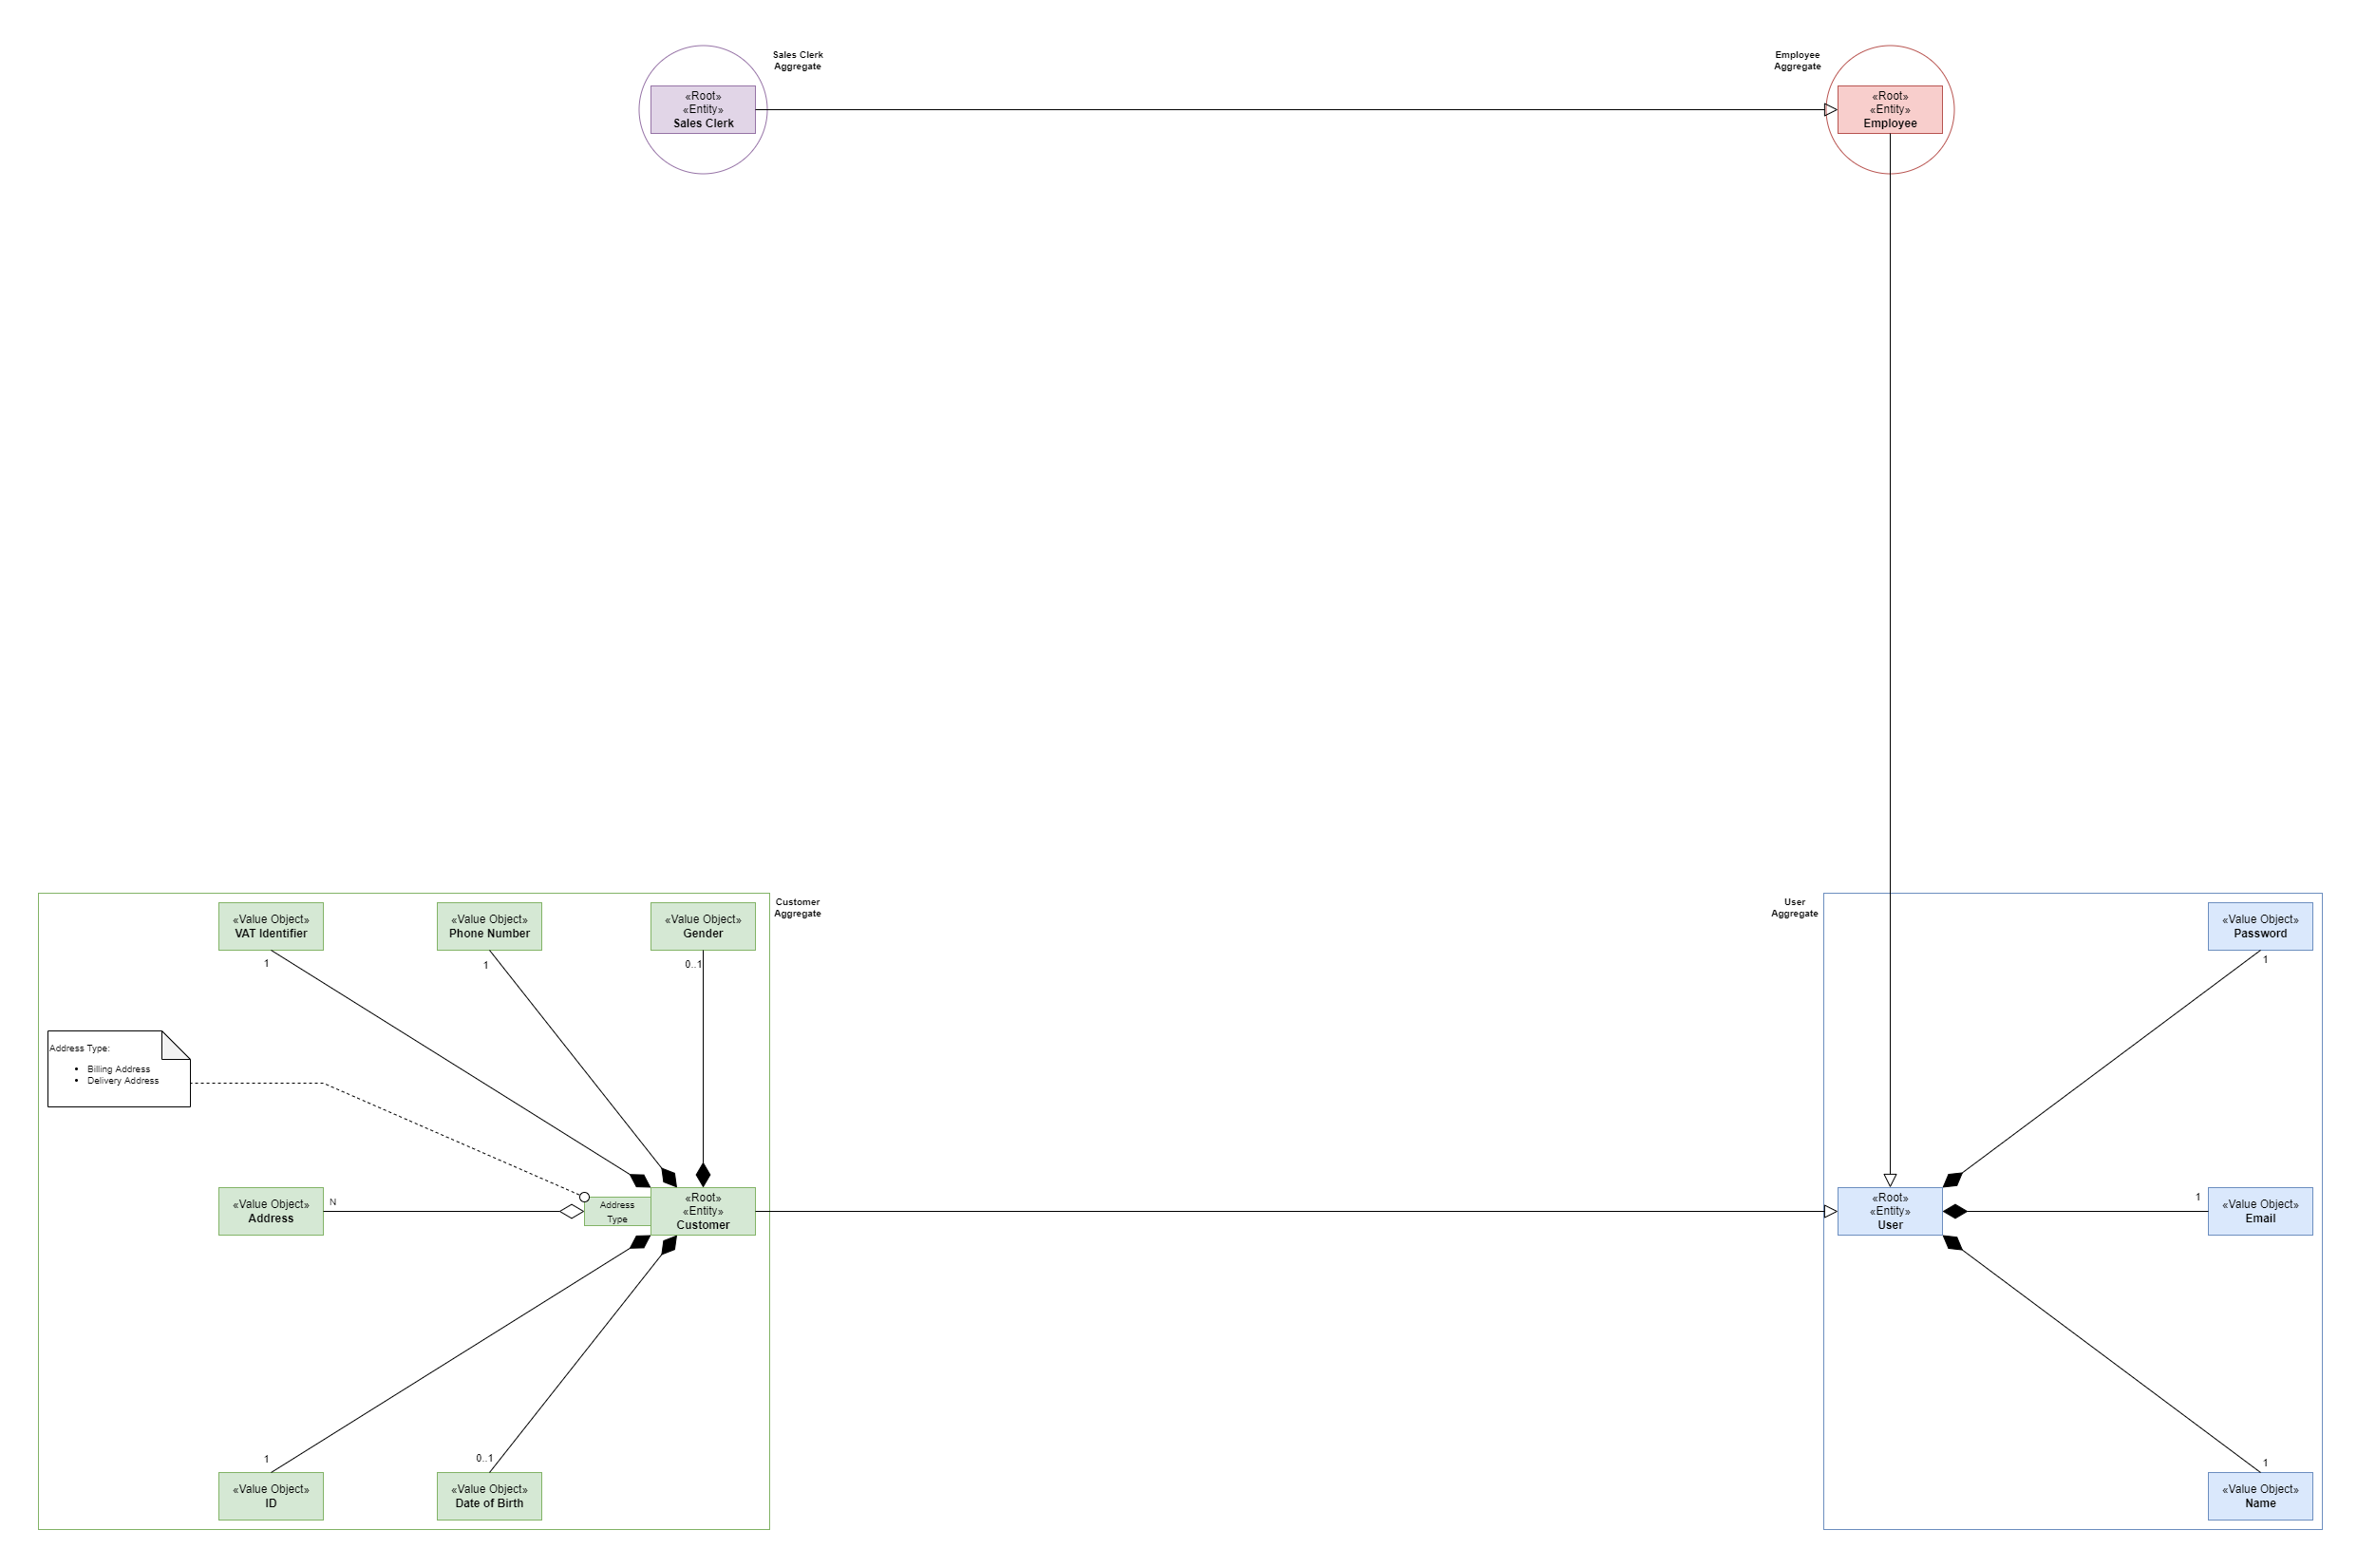 Sales Clerk
Aggregate
«Root»
«Entity»
Sales Clerk
Employee
Aggregate
«Root»
«Entity»
Employee
Customer
Aggregate
«Value Object»
VAT Identifier
1
«Value Object»
Phone Number
1
«Value Object»
Gender
0..1
Address Type:
• Billing Address
• Delivery Address
«Value Object»
Address
N
Address
Type
«Root»
«Entity»
Customer
1
«Value Object»
ID
0..1
«Value Object»
Date of Birth
User
Aggregate
«Value Object»
Password
1
«Root»
«Entity»
User
1
«Value Object»
Email
1
«Value Object»
Name